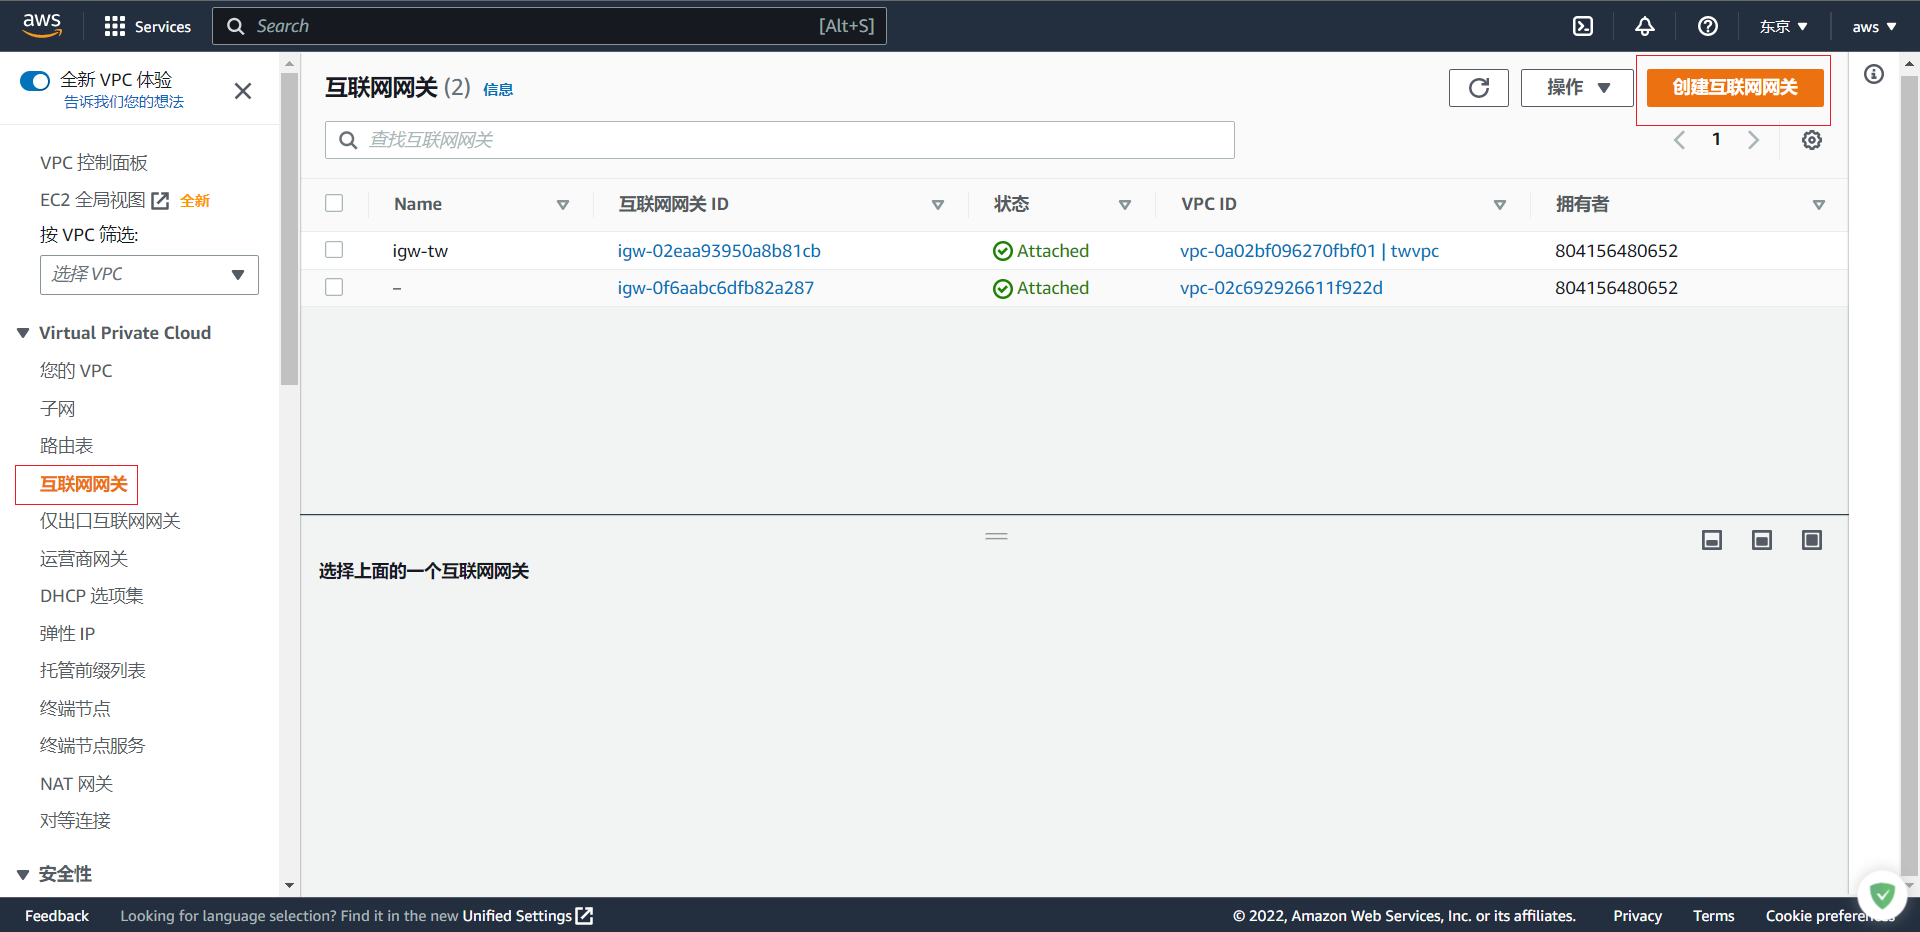 aws
Services
Search
[Alt+S]
东京
aws
全新 VPC 体验
告诉我们您的想法
VPC 控制面板
EC2 全局视图
全新
按 VPC 筛选:
选择 VPC
Virtual Private Cloud
您的 VPC
子网
路由表
互联网网关
仅出口互联网网关
运营商网关
DHCP 选项集
弹性 IP
托管前缀列表
终端节点
终端节点服务
NAT 网关
对等连接
安全性
互联网网关 (2) 信息
操作
创建互联网网关
查找互联网网关
1
Name 互联网网关 ID 状态 VPC ID 拥有者
igw-tw igw-02eaa93950a8b81cb Attached vpc-0a02bf096270fbf01 | twvpc 804156480652
– igw-0f6aabc6dfb82a287 Attached vpc-02c692926611f922d 804156480652
选择上面的一个互联网网关
Feedback
Looking for language selection? Find it in the new Unified Settings
© 2022, Amazon Web Services, Inc. or its affiliates.
Privacy
Terms
Cookie preferences